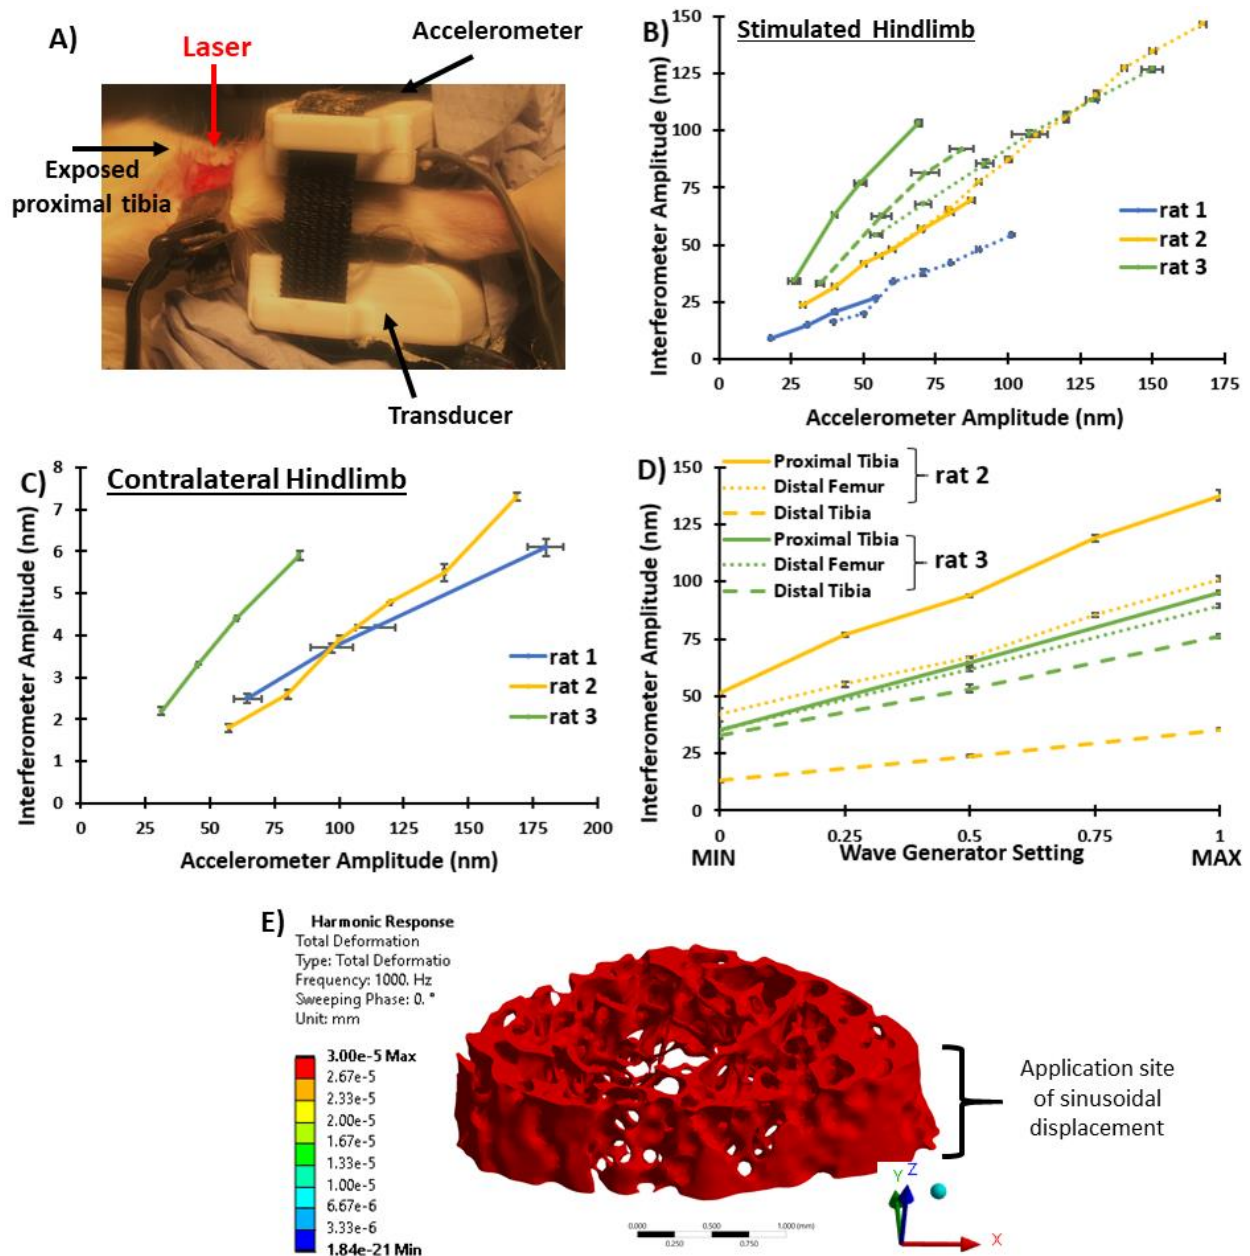 A)
Laser
Accelerometer
Exposed
proximal tibia
Transducer
B)
Stimulated Hindlimb
Interferometer Amplitude (nm)
150
125
100
75
50
25
0
rat 1
rat 2
rat 3
0 25 50 75 100 125 150 175
Accelerometer Amplitude (nm)
C)
Contralateral Hindlimb
Interferometer Amplitude (nm)
8
7
6
5
4
3
2
1
0
rat 1
rat 2
rat 3
0 25 50 75 100 125 150 175 200
Accelerometer Amplitude (nm)
D)
Interferometer Amplitude (nm)
150
125
100
75
50
25
0
Proximal Tibia
Distal Femur
Distal Tibia
rat 2
Proximal Tibia
Distal Femur
Distal Tibia
rat 3
0 0.25 0.5 0.75 1
MIN Wave Generator Setting MAX
E)
Harmonic Response
Total Deformation
Type: Total Deformatio
Frequency: 1000. Hz
Sweeping Phase: 0. °
Unit: mm
3.00e-5 Max
2.67e-5
2.33e-5
2.00e-5
1.67e-5
1.33e-5
1.00e-5
6.67e-6
3.33e-6
1.84e-21 Min
Application site
of sinusoidal
displacement
0.000 0.500 1.000 (mm)
0.250 0.750
Y Z
X